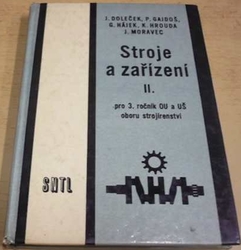 J. DOLEČEK, P. GAJDOŠ,
G. HÁJEK, K. HROUDA
J. MORAVEC
Stroje
a zařízení
II.
pro 3. ročník OU a UŠ
oboru strojírenství
SNTL